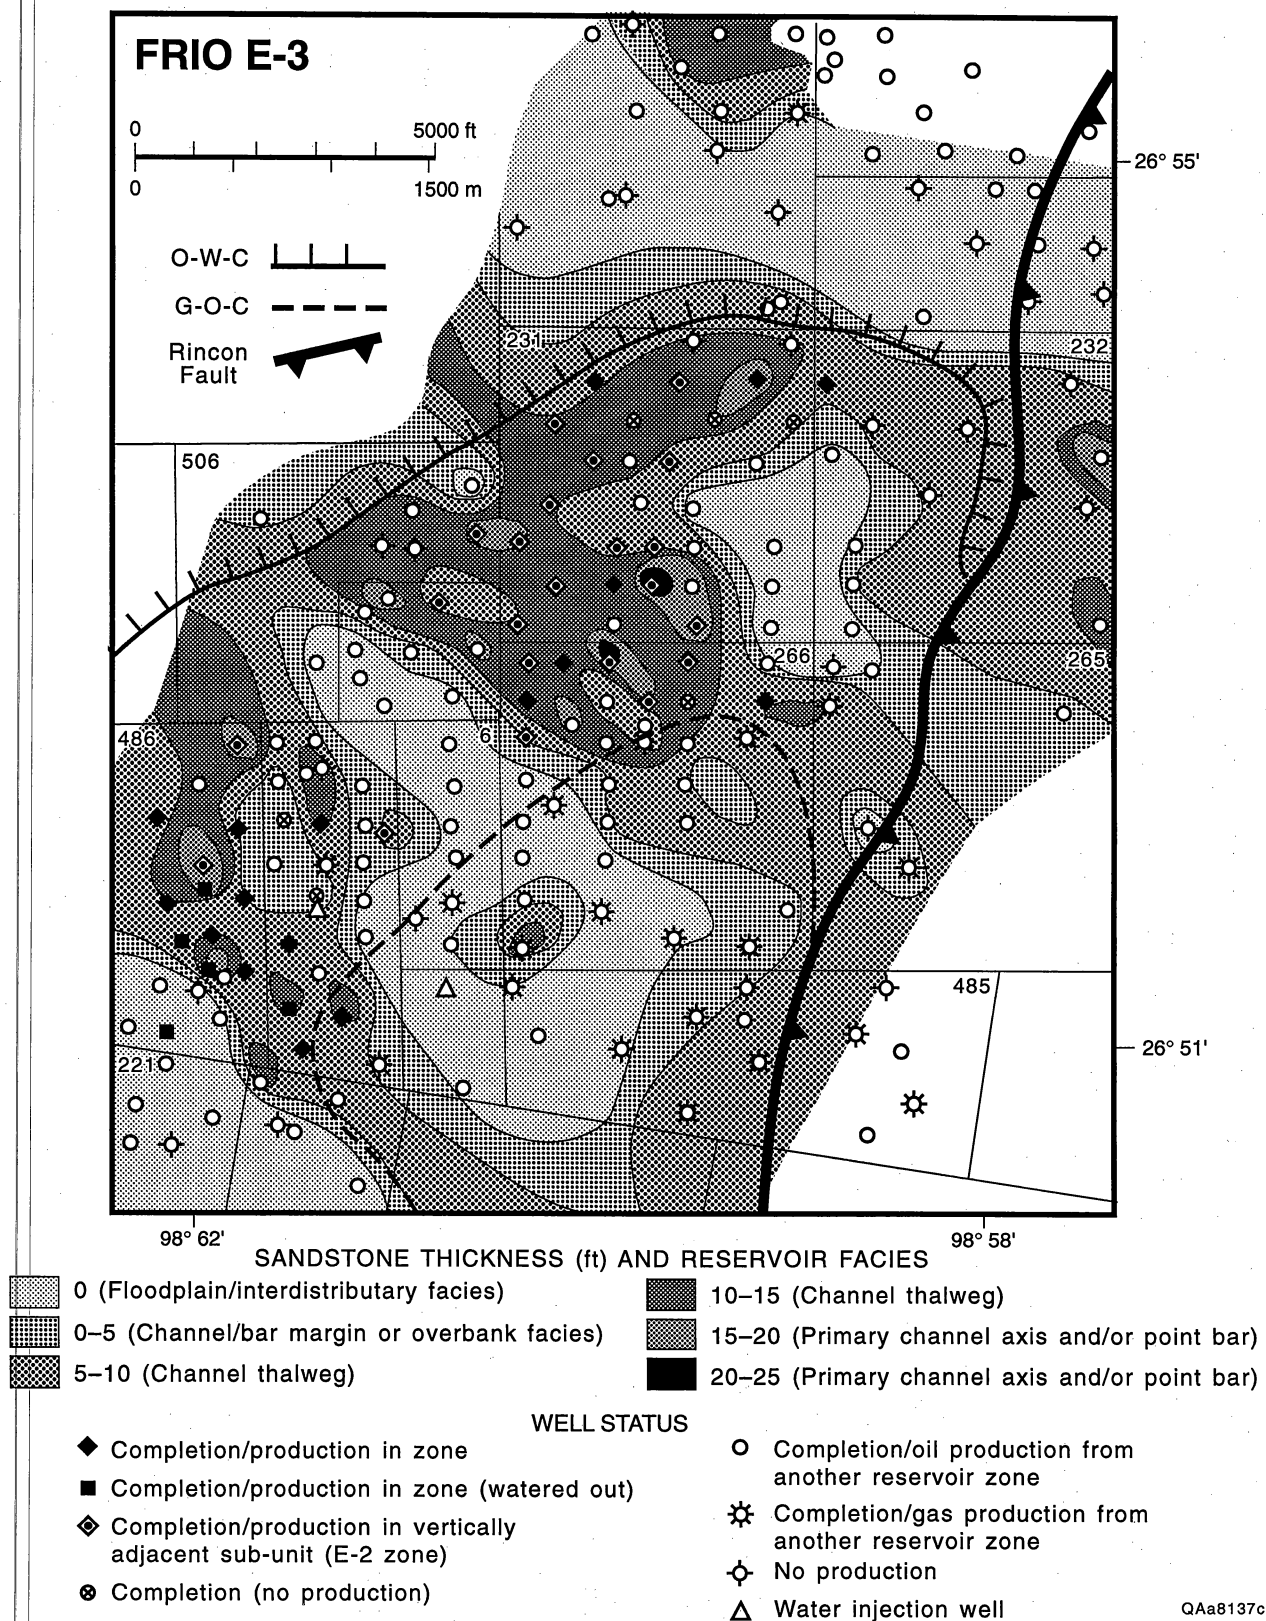 FRIO E-3
0 5000 ft
0 1500 m
O-W-C
G-O-C
Rincon
Fault
26° 55'
231
232
506
266
265
486
6
485
221
26° 51'
98° 62' 98° 58'
SANDSTONE THICKNESS (ft) AND RESERVOIR FACIES
0 (Floodplain/interdistributary facies)
0–5 (Channel/bar margin or overbank facies)
5–10 (Channel thalweg)
10–15 (Channel thalweg)
15–20 (Primary channel axis and/or point bar)
20–25 (Primary channel axis and/or point bar)
WELL STATUS
Completion/production in zone
Completion/production in zone (watered out)
Completion/production in vertically
adjacent sub-unit (E-2 zone)
Completion (no production)
Completion/oil production from
another reservoir zone
Completion/gas production from
another reservoir zone
No production
Water injection well
QAa8137c